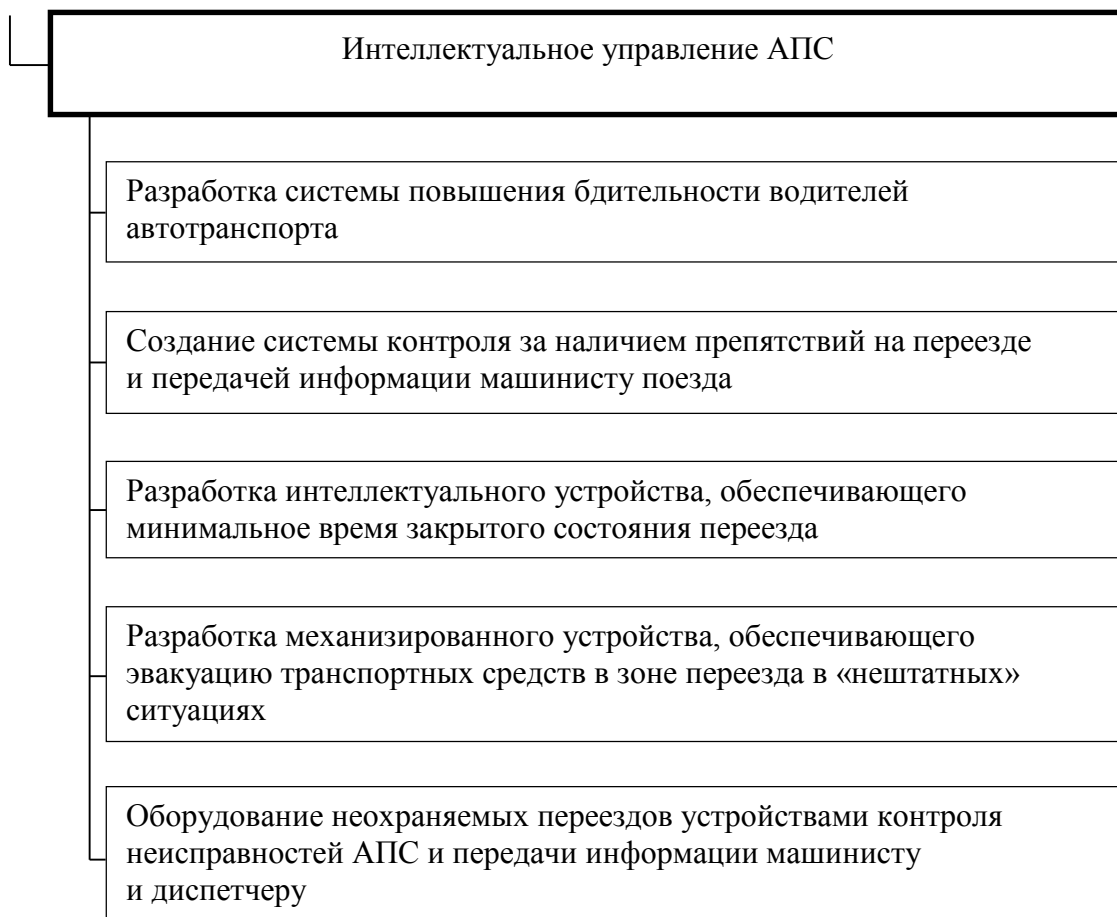 Интеллектуальное управление АПС
Разработка системы повышения бдительности водителей
автотранспорта
Создание системы контроля за наличием препятствий на переезде
и передачей информации машинисту поезда
Разработка интеллектуального устройства, обеспечивающего
минимальное время закрытого состояния переезда
Разработка механизированного устройства, обеспечивающего
эвакуацию транспортных средств в зоне переезда в «нештатных»
ситуациях
Оборудование неохраняемых переездов устройствами контроля
неисправностей АПС и передачи информации машинисту
и диспетчеру